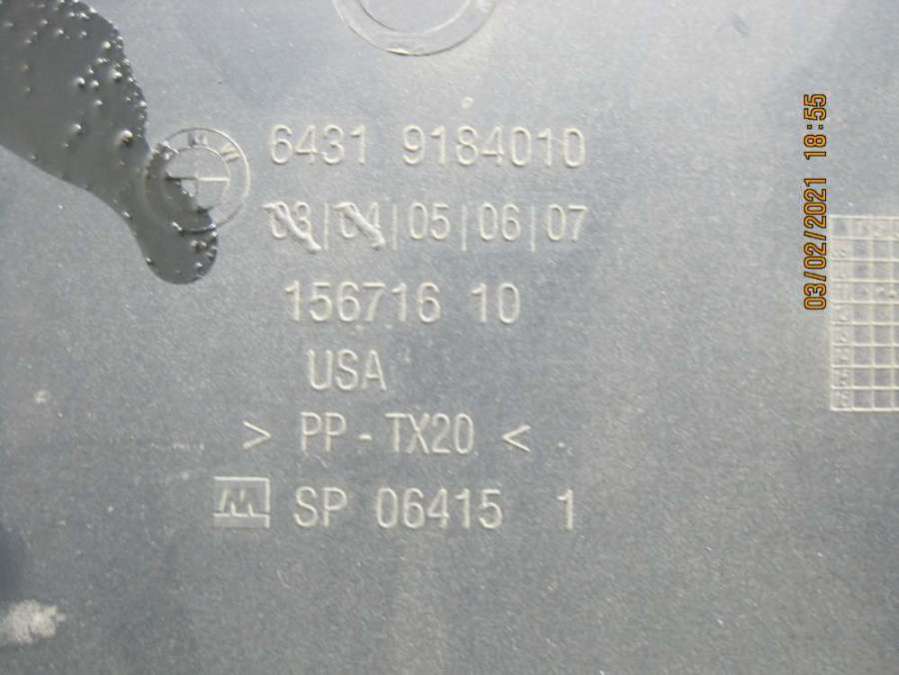 BMW
6431 9184010
03|04|05|06|07
156716 10
USA
> PP - TX20 <
M SP 06415 1
03/02/2021 18:55